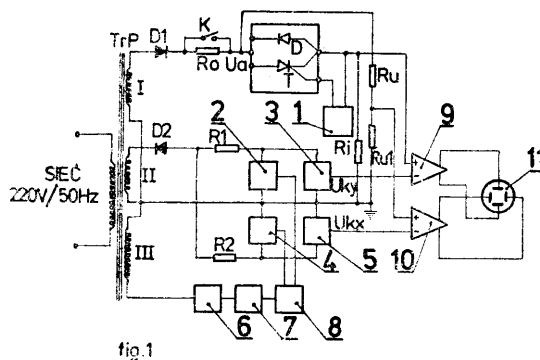 TrP D1 K
Ro Ua D
T
I
Ru
2 3 1 9
D2 R1
Ri Ru1 11
SIEĆ
220V/50Hz
II
Uky
Ukx
III
R2
4 5 10
6 7 8
fig.1